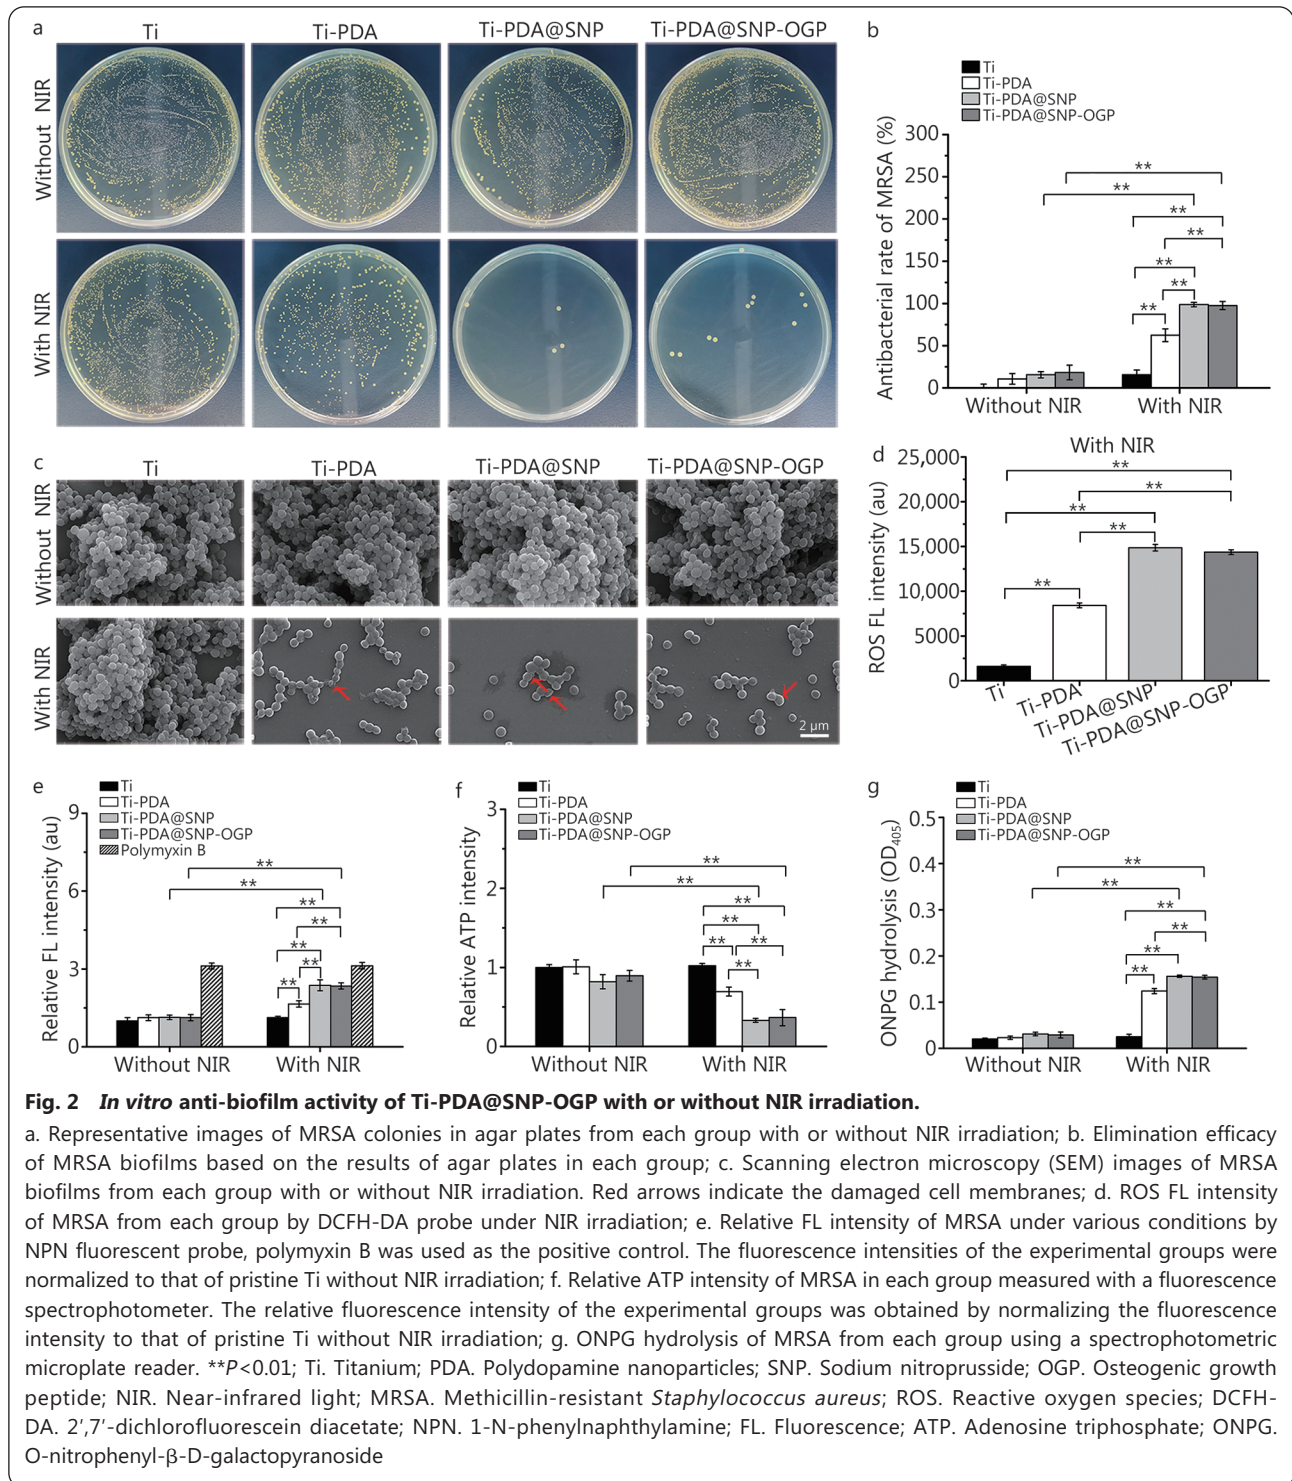 a
Ti
Ti-PDA
Ti-PDA@SNP
Ti-PDA@SNP-OGP
Without NIR
With NIR
b
Ti
Ti-PDA
Ti-PDA@SNP
Ti-PDA@SNP-OGP
Antibacterial rate of MRSA (%)
300
250
200
150
100
50
0
**
**
**
**
**
**
**
Without NIR
With NIR
c
Ti
Ti-PDA
Ti-PDA@SNP
Ti-PDA@SNP-OGP
Without NIR
With NIR
2 μm
d
With NIR
ROS FL intensity (au)
25,000
20,000
15,000
10,000
5000
0
**
**
**
**
**
Ti
Ti-PDA
Ti-PDA@SNP
Ti-PDA@SNP-OGP
e
Ti
Ti-PDA
Ti-PDA@SNP
Ti-PDA@SNP-OGP
Polymyxin B
Relative FL intensity (au)
9
6
3
0
**
**
**
**
**
**
**
Without NIR
With NIR
f
Ti
Ti-PDA
Ti-PDA@SNP
Ti-PDA@SNP-OGP
Relative ATP intensity
3
2
1
0
**
**
**
**
**
**
**
Without NIR
With NIR
g
Ti
Ti-PDA
Ti-PDA@SNP
Ti-PDA@SNP-OGP
ONPG hydrolysis (OD405)
0.5
0.4
0.3
0.2
0.1
0
**
**
**
**
**
**
Without NIR
With NIR
Fig. 2 In vitro anti-biofilm activity of Ti-PDA@SNP-OGP with or without NIR irradiation.
a. Representative images of MRSA colonies in agar plates from each group with or without NIR irradiation; b. Elimination efficacy
of MRSA biofilms based on the results of agar plates in each group; c. Scanning electron microscopy (SEM) images of MRSA
biofilms from each group with or without NIR irradiation. Red arrows indicate the damaged cell membranes; d. ROS FL intensity
of MRSA from each group by DCFH-DA probe under NIR irradiation; e. Relative FL intensity of MRSA under various conditions by
NPN fluorescent probe, polymyxin B was used as the positive control. The fluorescence intensities of the experimental groups were
normalized to that of pristine Ti without NIR irradiation; f. Relative ATP intensity of MRSA in each group measured with a fluorescence
spectrophotometer. The relative fluorescence intensity of the experimental groups was obtained by normalizing the fluorescence
intensity to that of pristine Ti without NIR irradiation; g. ONPG hydrolysis of MRSA from each group using a spectrophotometric
microplate reader. **P<0.01; Ti. Titanium; PDA. Polydopamine nanoparticles; SNP. Sodium nitroprusside; OGP. Osteogenic growth
peptide; NIR. Near-infrared light; MRSA. Methicillin-resistant Staphylococcus aureus; ROS. Reactive oxygen species; DCFH-
DA. 2′,7′-dichlorofluorescein diacetate; NPN. 1-N-phenylnaphthylamine; FL. Fluorescence; ATP. Adenosine triphosphate; ONPG.
O-nitrophenyl-β-D-galactopyranoside